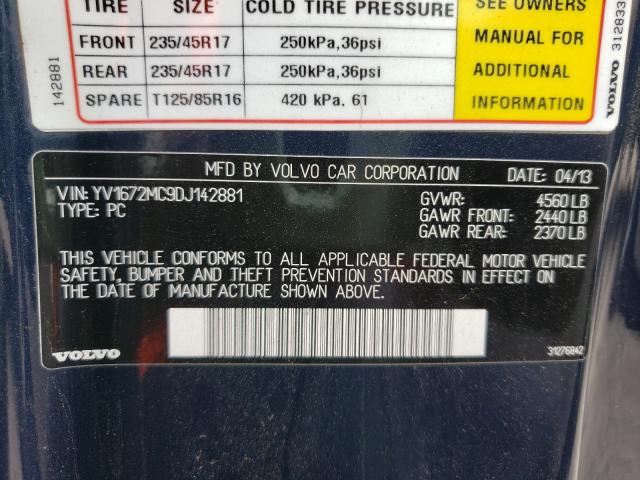 TIRE SIZE COLD TIRE PRESSURE
SEE OWNERS
MANUAL FOR
ADDITIONAL
INFORMATION
FRONT 235/45R17 250kPa,36psi
REAR 235/45R17 250kPa,36psi
SPARE T125/85R16 420 kPa, 61
142881
VOLVO 312833
MFD BY VOLVO CAR CORPORATION DATE: 04/13
VIN: YV1672MC9DJ142881
TYPE: PC
GVWR: 4560 LB
GAWR FRONT: 2440 LB
GAWR REAR: 2370 LB
THIS VEHICLE CONFORMS TO ALL APPLICABLE FEDERAL MOTOR VEHICLE
SAFETY, BUMPER AND THEFT PREVENTION STANDARDS IN EFFECT ON
THE DATE OF MANUFACTURE SHOWN ABOVE.
VOLVO 31276842